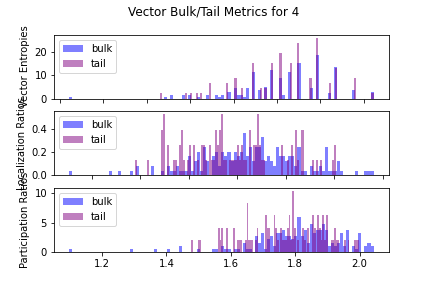 Vector Bulk/Tail Metrics for 4
Vector Entropies
20
10
0
bulk
tail
Localization Ratios
0.4
0.2
0.0
bulk
tail
Participation Ratios
10
5
0
bulk
tail
1.2 1.4 1.6 1.8 2.0